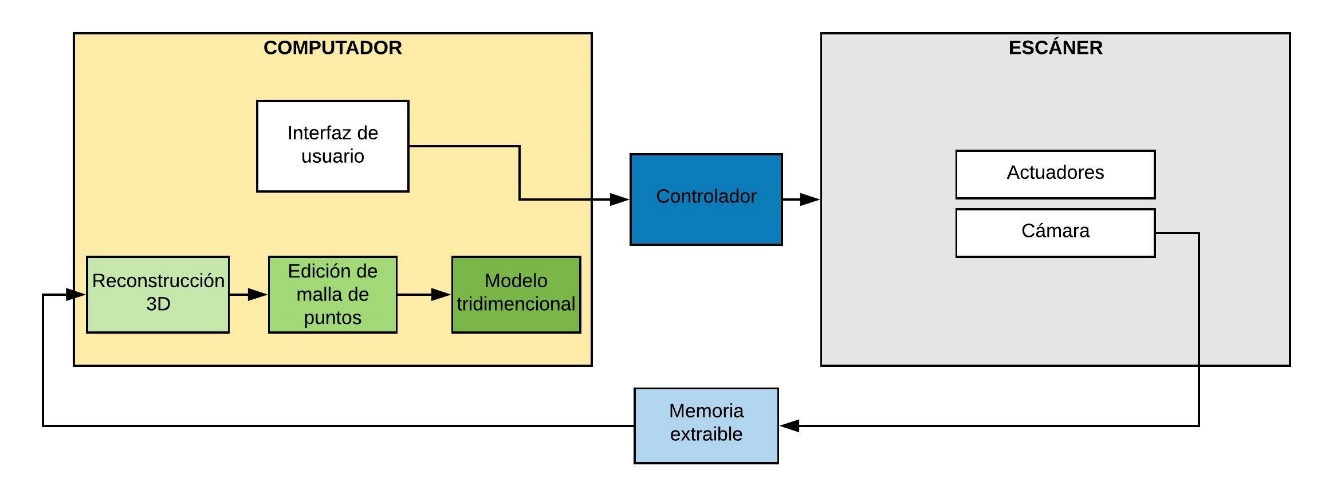 COMPUTADOR
Interfaz de
usuario
Reconstrucción
3D
Edición de
malla de
puntos
Modelo
tridimencional
Controlador
ESCÁNER
Actuadores
Cámara
Memoria
extraible